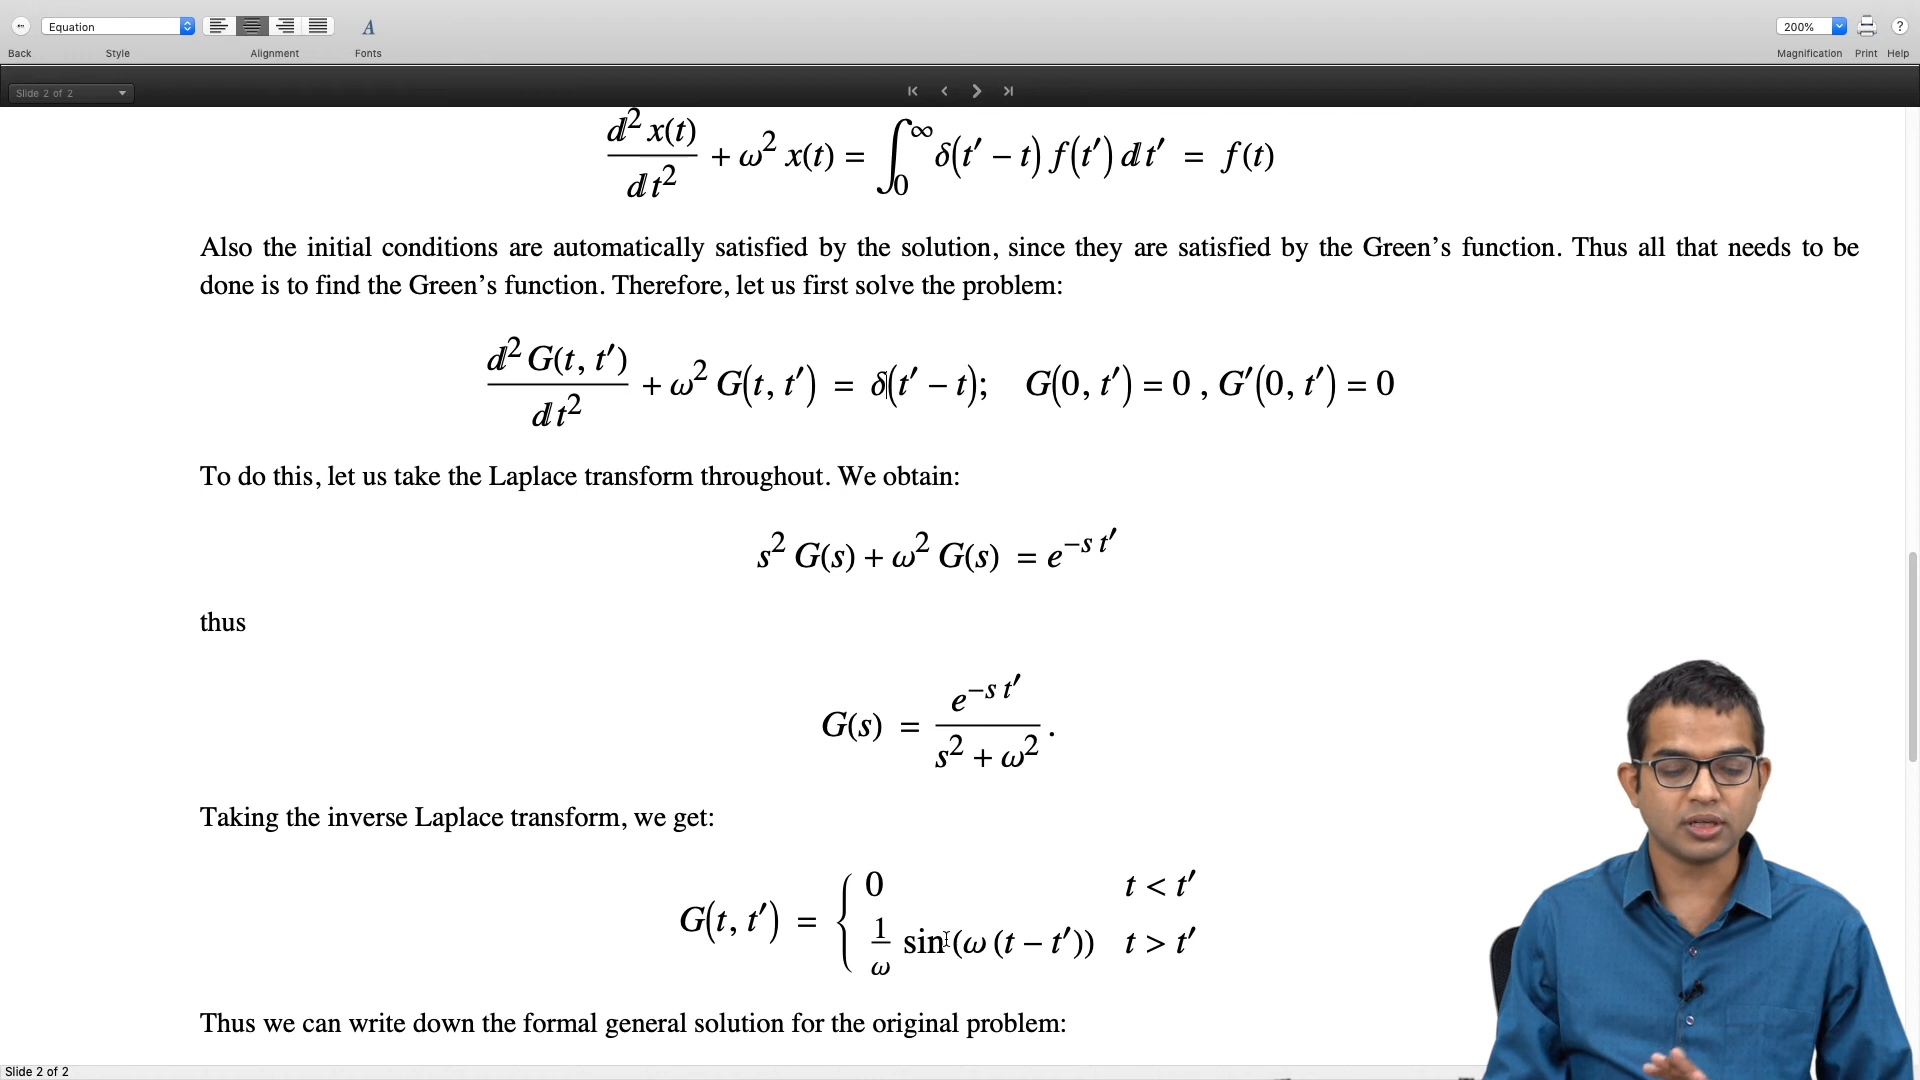 Equation
200%
Back Style Alignment Fonts Magnification Print Help
Slide 2 of 2
d² x(t)/dt² + ω² x(t) = ∫₀^∞ δ(t′ − t) f(t′) dt′ = f(t)
Also the initial conditions are automatically satisfied by the solution, since they are satisfied by the Green’s function. Thus all that needs to be
done is to find the Green’s function. Therefore, let us first solve the problem:
d² G(t, t′)/dt² + ω² G(t, t′) = δ(t′ − t); G(0, t′) = 0 , G′(0, t′) = 0
To do this, let us take the Laplace transform throughout. We obtain:
s² G(s) + ω² G(s) = e^(−s t′)
thus
G(s) = e^(−s t′)/(s² + ω²) .
Taking the inverse Laplace transform, we get:
G(t, t′) = { 0 t < t′
1/ω sin(ω (t − t′)) t > t′
Thus we can write down the formal general solution for the original problem:
Slide 2 of 2